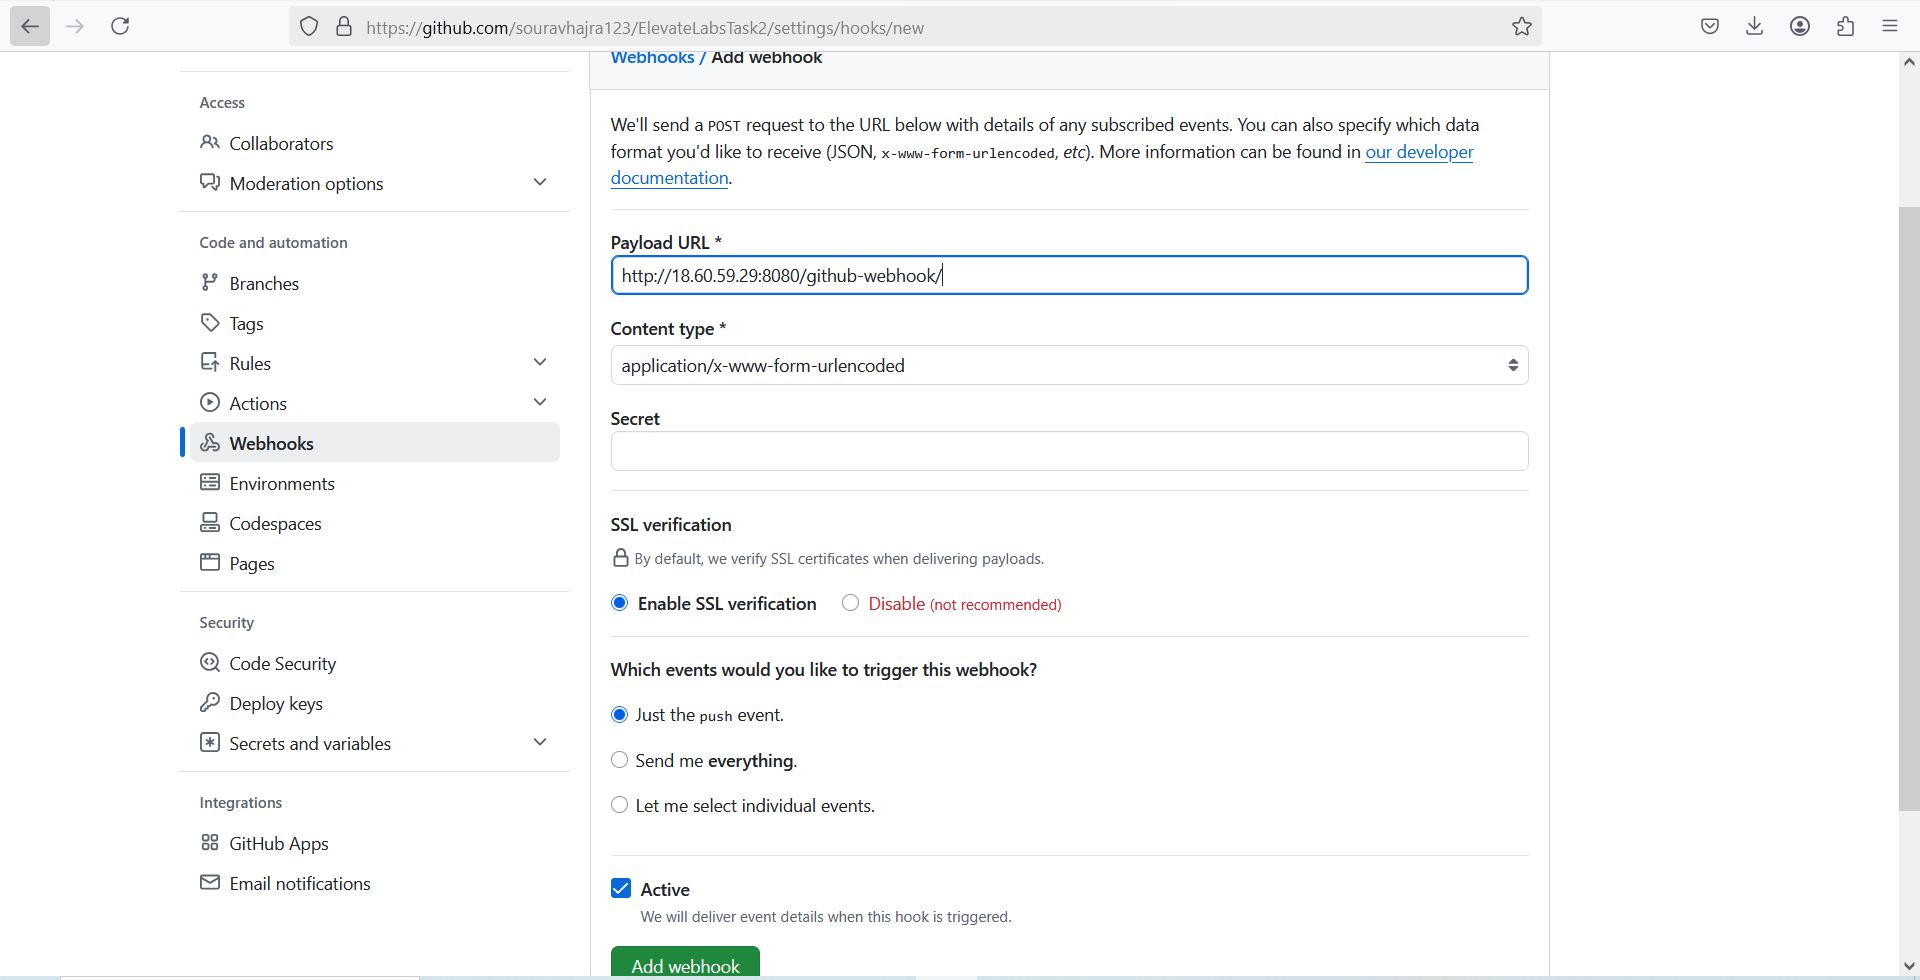 https://github.com/souravhajra123/ElevateLabsTask2/settings/hooks/new
Webhooks / Add webhook
Access
Collaborators
Moderation options
Code and automation
Branches
Tags
Rules
Actions
Webhooks
Environments
Codespaces
Pages
Security
Code Security
Deploy keys
Secrets and variables
Integrations
GitHub Apps
Email notifications
We'll send a POST request to the URL below with details of any subscribed events. You can also specify which data
format you'd like to receive (JSON, x-www-form-urlencoded, etc). More information can be found in our developer
documentation.
Payload URL *
http://18.60.59.29:8080/github-webhook/
Content type *
application/x-www-form-urlencoded
Secret
SSL verification
By default, we verify SSL certificates when delivering payloads.
Enable SSL verification Disable (not recommended)
Which events would you like to trigger this webhook?
Just the push event.
Send me everything.
Let me select individual events.
Active
We will deliver event details when this hook is triggered.
Add webhook